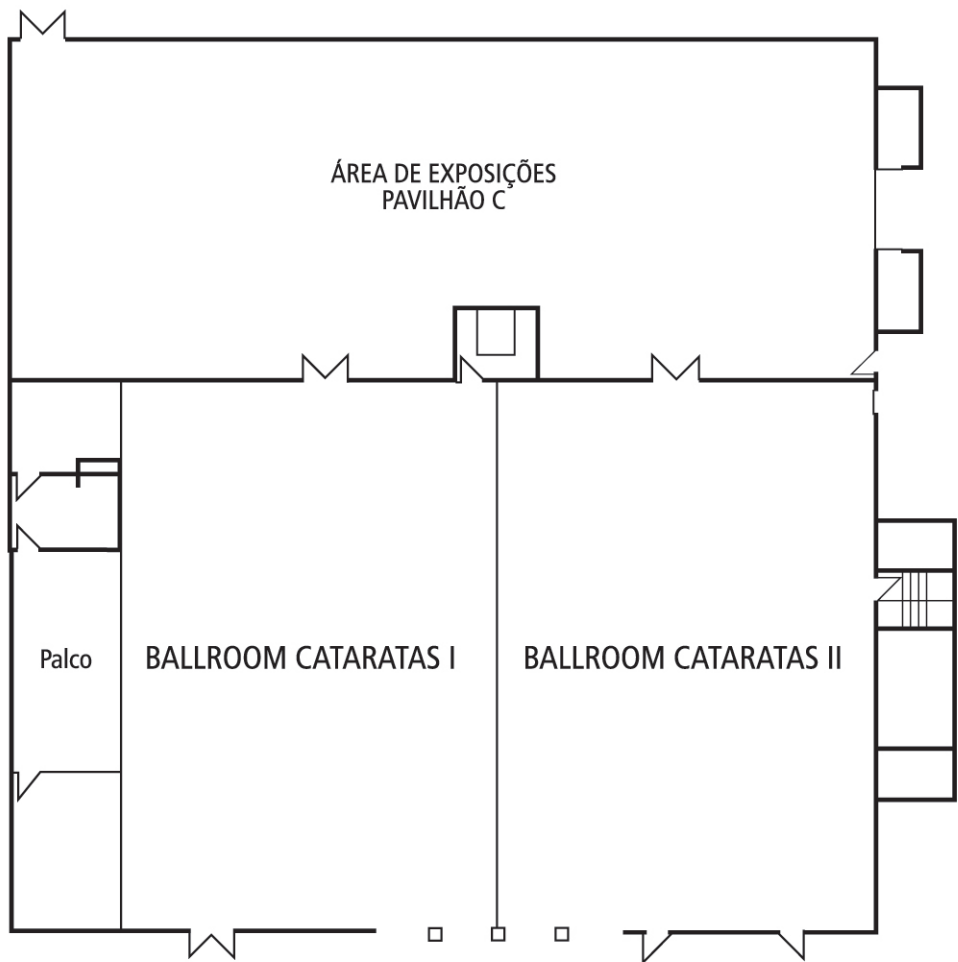 ÁREA DE EXPOSIÇÕES
PAVILHÃO C
Palco
BALLROOM CATARATAS I
BALLROOM CATARATAS II